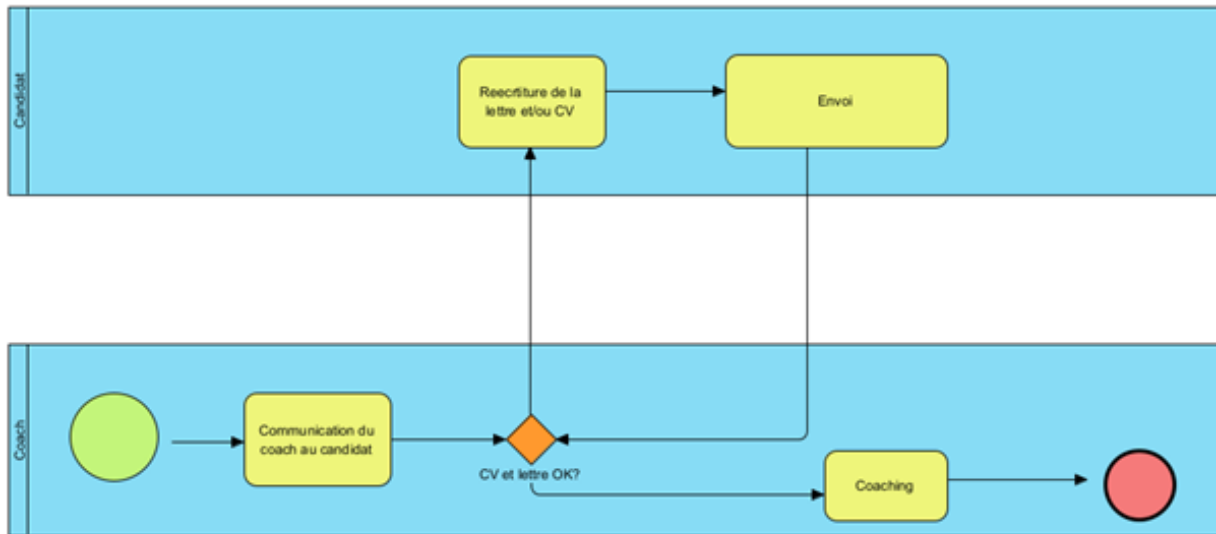 Candidat
Reecrtiture de la
lettre et/ou CV
Envoi
Coach
Communication du
coach au candidat
CV et lettre OK?
Coaching